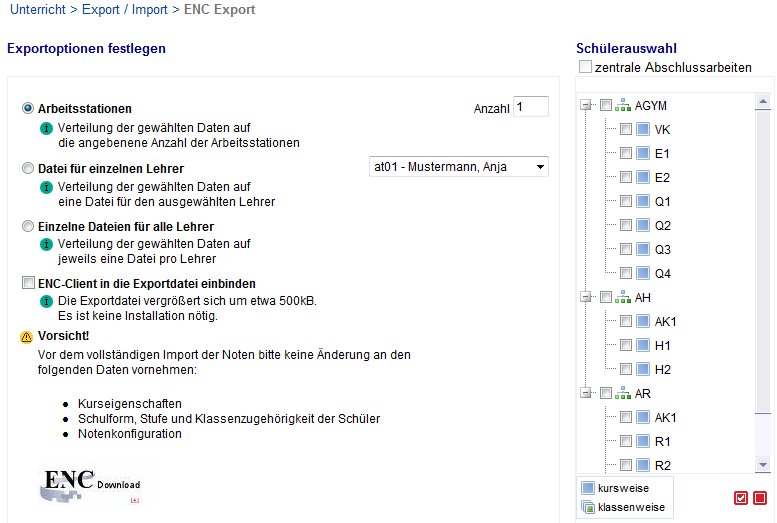 Unterricht > Export / Import > ENC Export
Exportoptionen festlegen
Arbeitsstationen
Anzahl 1
Verteilung der gewählten Daten auf
die angebenene Anzahl der Arbeitsstationen
Datei für einzelnen Lehrer
at01 - Mustermann, Anja
Verteilung der gewählten Daten auf
eine Datei für den ausgewählten Lehrer
Einzelne Dateien für alle Lehrer
Verteilung der gewählten Daten auf
jeweils eine Datei pro Lehrer
ENC-Client in die Exportdatei einbinden
Die Exportdatei vergrößert sich um etwa 500kB.
Es ist keine Installation nötig.
Vorsicht!
Vor dem vollständigen Import der Noten bitte keine Änderung an den
folgenden Daten vornehmen:
Kurseigenschaften
Schulform, Stufe und Klassenzugehörigkeit der Schüler
Notenkonfiguration
ENC Download
Schülerauswahl
zentrale Abschlussarbeiten
AGYM
VK
E1
E2
Q1
Q2
Q3
Q4
AH
AK1
H1
H2
AR
AK1
R1
R2
kursweise
klassenweise